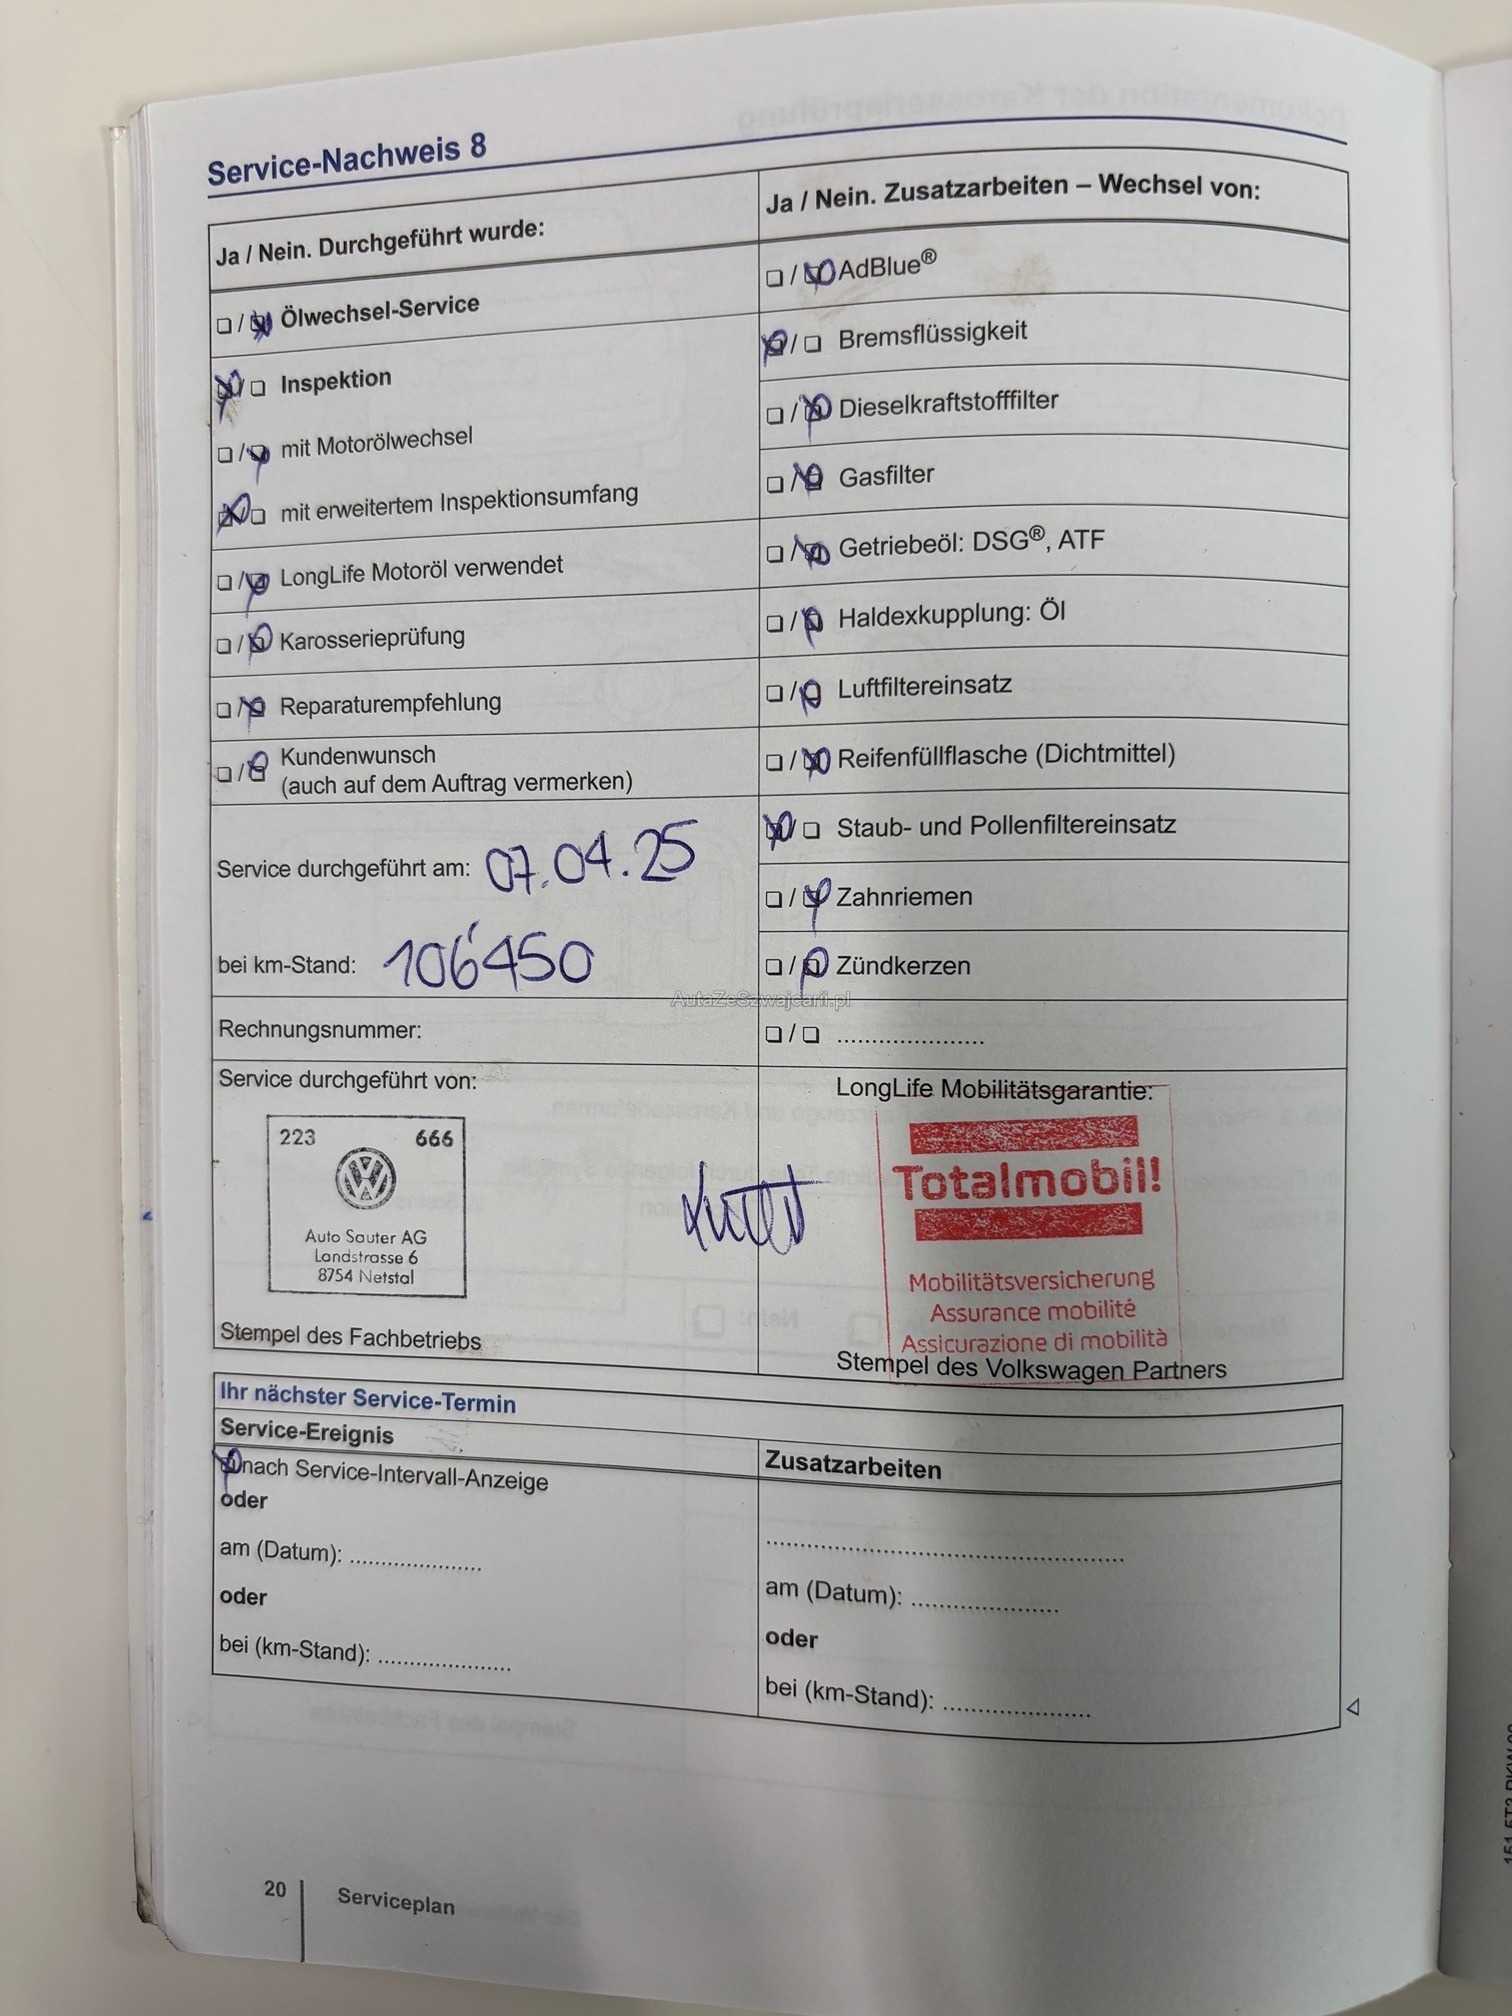 Service-Nachweis 8
Ja / Nein. Durchgeführt wurde:
☐ / ☒ Ölwechsel-Service
☒ / ☐ Inspektion
☐ / ☒ mit Motorölwechsel
☒ / ☐ mit erweitertem Inspektionsumfang
☐ / ☒ LongLife Motoröl verwendet
☐ / ☒ Karosserieprüfung
☐ / ☒ Reparaturempfehlung
☐ / ☒ Kundenwunsch
(auch auf dem Auftrag vermerken)
Service durchgeführt am: 07.04.25
bei km-Stand: 106'450
Rechnungsnummer:
Service durchgeführt von:
223 666
Auto Sauter AG
Landstrasse 6
8754 Netstal
Stempel des Fachbetriebs
Ja / Nein. Zusatzarbeiten – Wechsel von:
☐ / ☒ AdBlue®
☒ / ☐ Bremsflüssigkeit
☐ / ☒ Dieselkraftstofffilter
☐ / ☒ Gasfilter
☐ / ☒ Getriebeöl: DSG®, ATF
☐ / ☒ Haldexkupplung: Öl
☐ / ☒ Luftfiltereinsatz
☐ / ☒ Reifenfüllflasche (Dichtmittel)
☒ / ☐ Staub- und Pollenfiltereinsatz
☐ / ☒ Zahnriemen
☐ / ☒ Zündkerzen
☐ / ☐ .....................
AutaZeSzwajcarii.pl
LongLife Mobilitätsgarantie:
Totalmobil!
Mobilitätsversicherung
Assurance mobilité
Assicurazione di mobilità
Stempel des Volkswagen Partners
Ihr nächster Service-Termin
Service-Ereignis
☒ nach Service-Intervall-Anzeige
oder
am (Datum): ....................
oder
bei (km-Stand): ....................
Zusatzarbeiten
......................................................
am (Datum): ......................
oder
bei (km-Stand): ......................
20 Serviceplan